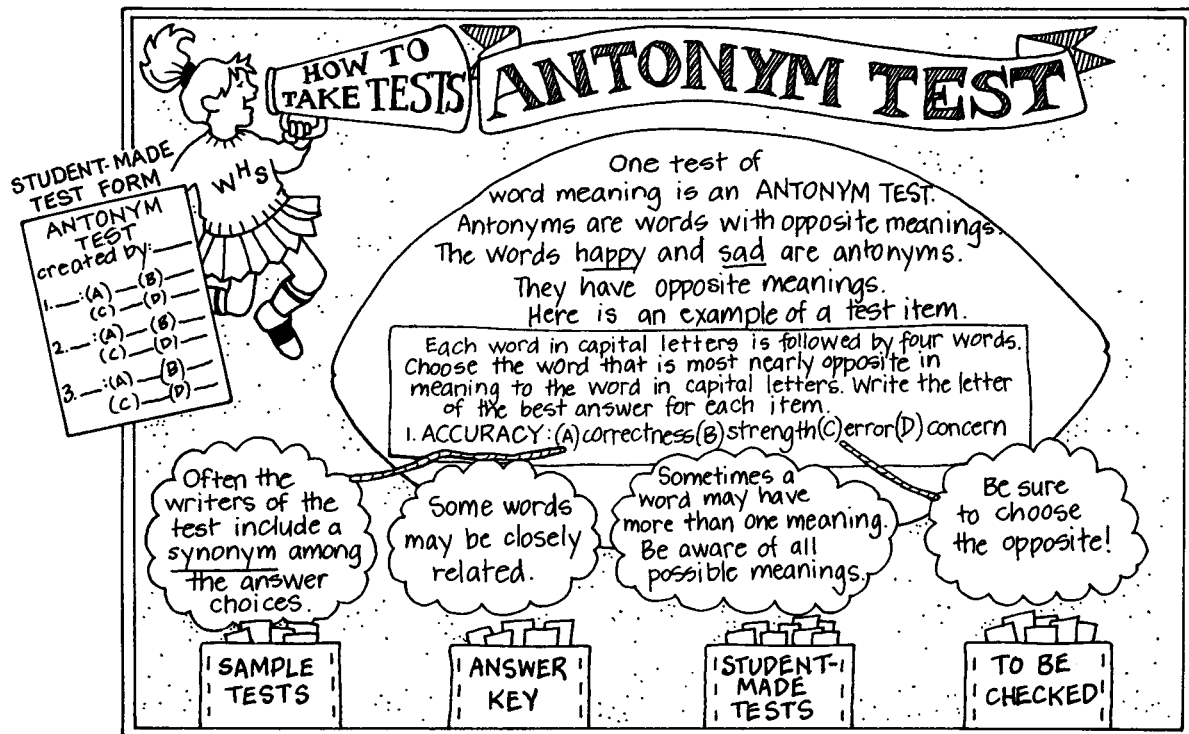 HOW TO
TAKE TESTS
ANTONYM TEST
WHS
STUDENT-MADE
TEST FORM
ANTONYM
TEST
created by:
1. : (A) (B)
(C) (D)
2. : (A) (B)
(C) (D)
3. : (A) (B)
(C) (D)
One test of
word meaning is an ANTONYM TEST.
Antonyms are words with opposite meanings.
The words happy and sad are antonyms.
They have opposite meanings.
Here is an example of a test item.
Each word in capital letters is followed by four words.
Choose the word that is most nearly opposite in
meaning to the word in capital letters. Write the letter
of the best answer for each item.
1. ACCURACY: (A) correctness (B) strength (C) error (D) concern
Often the
writers of the
test include a
synonym among
the answer
choices.
Some words
may be closely
related.
Sometimes a
word may have
more than one meaning.
Be aware of all
possible meanings.
Be sure
to choose
the opposite!
SAMPLE
TESTS
ANSWER
KEY
STUDENT-
MADE
TESTS
TO BE
CHECKED